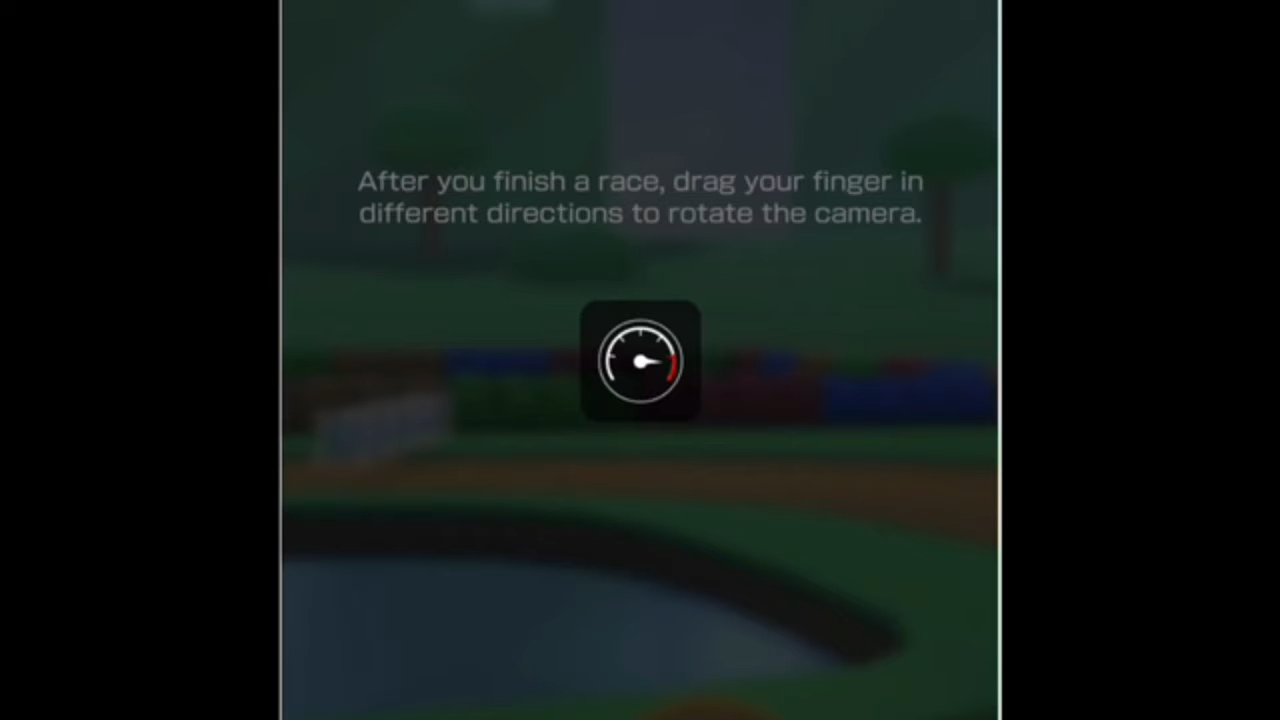 After you finish a race, drag your finger in
different directions to rotate the camera.